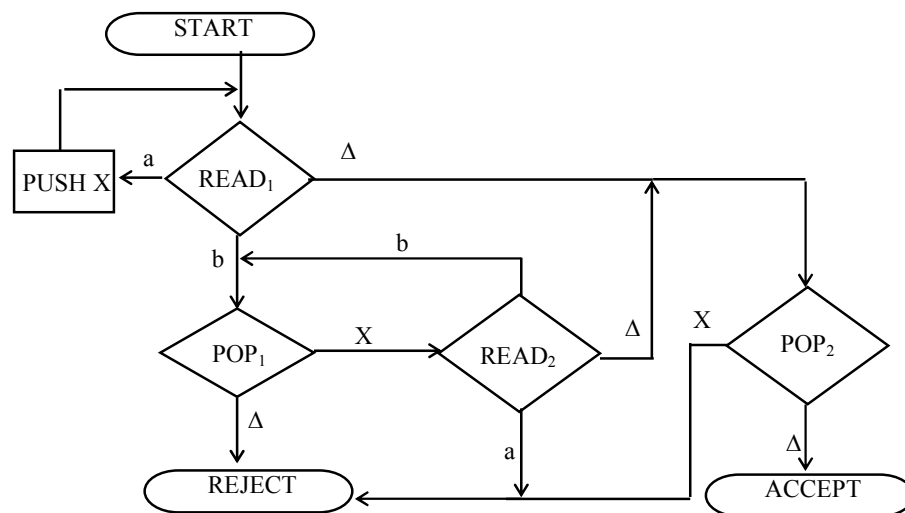 START
a
Δ
PUSH X
READ₁
b
b
X
X
Δ
POP₁
READ₂
POP₂
Δ
a
Δ
REJECT
ACCEPT